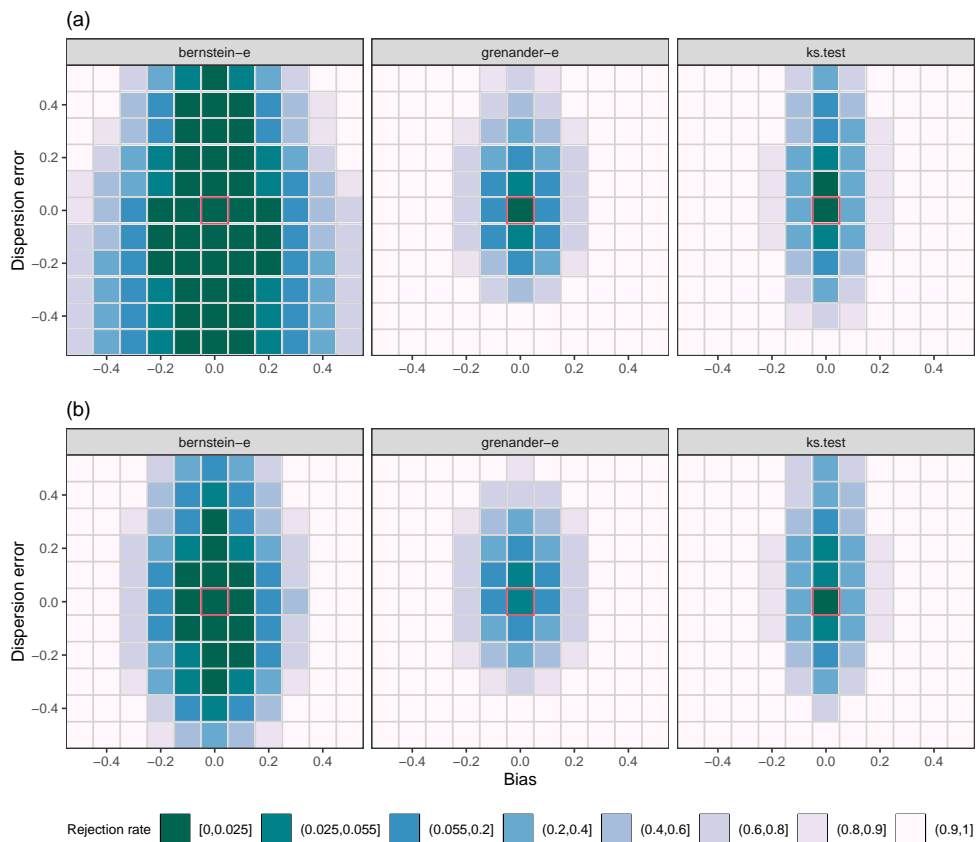 (a)
bernstein−e grenander−e ks.test
0.4
0.2
0.0
−0.2
−0.4
Dispersion error
−0.4 −0.2 0.0 0.2 0.4 −0.4 −0.2 0.0 0.2 0.4 −0.4 −0.2 0.0 0.2 0.4
(b)
bernstein−e grenander−e ks.test
0.4
0.2
0.0
−0.2
−0.4
Dispersion error
−0.4 −0.2 0.0 0.2 0.4 −0.4 −0.2 0.0 0.2 0.4 −0.4 −0.2 0.0 0.2 0.4
Bias
Rejection rate [0,0.025] (0.025,0.055] (0.055,0.2] (0.2,0.4] (0.4,0.6] (0.6,0.8] (0.8,0.9] (0.9,1]